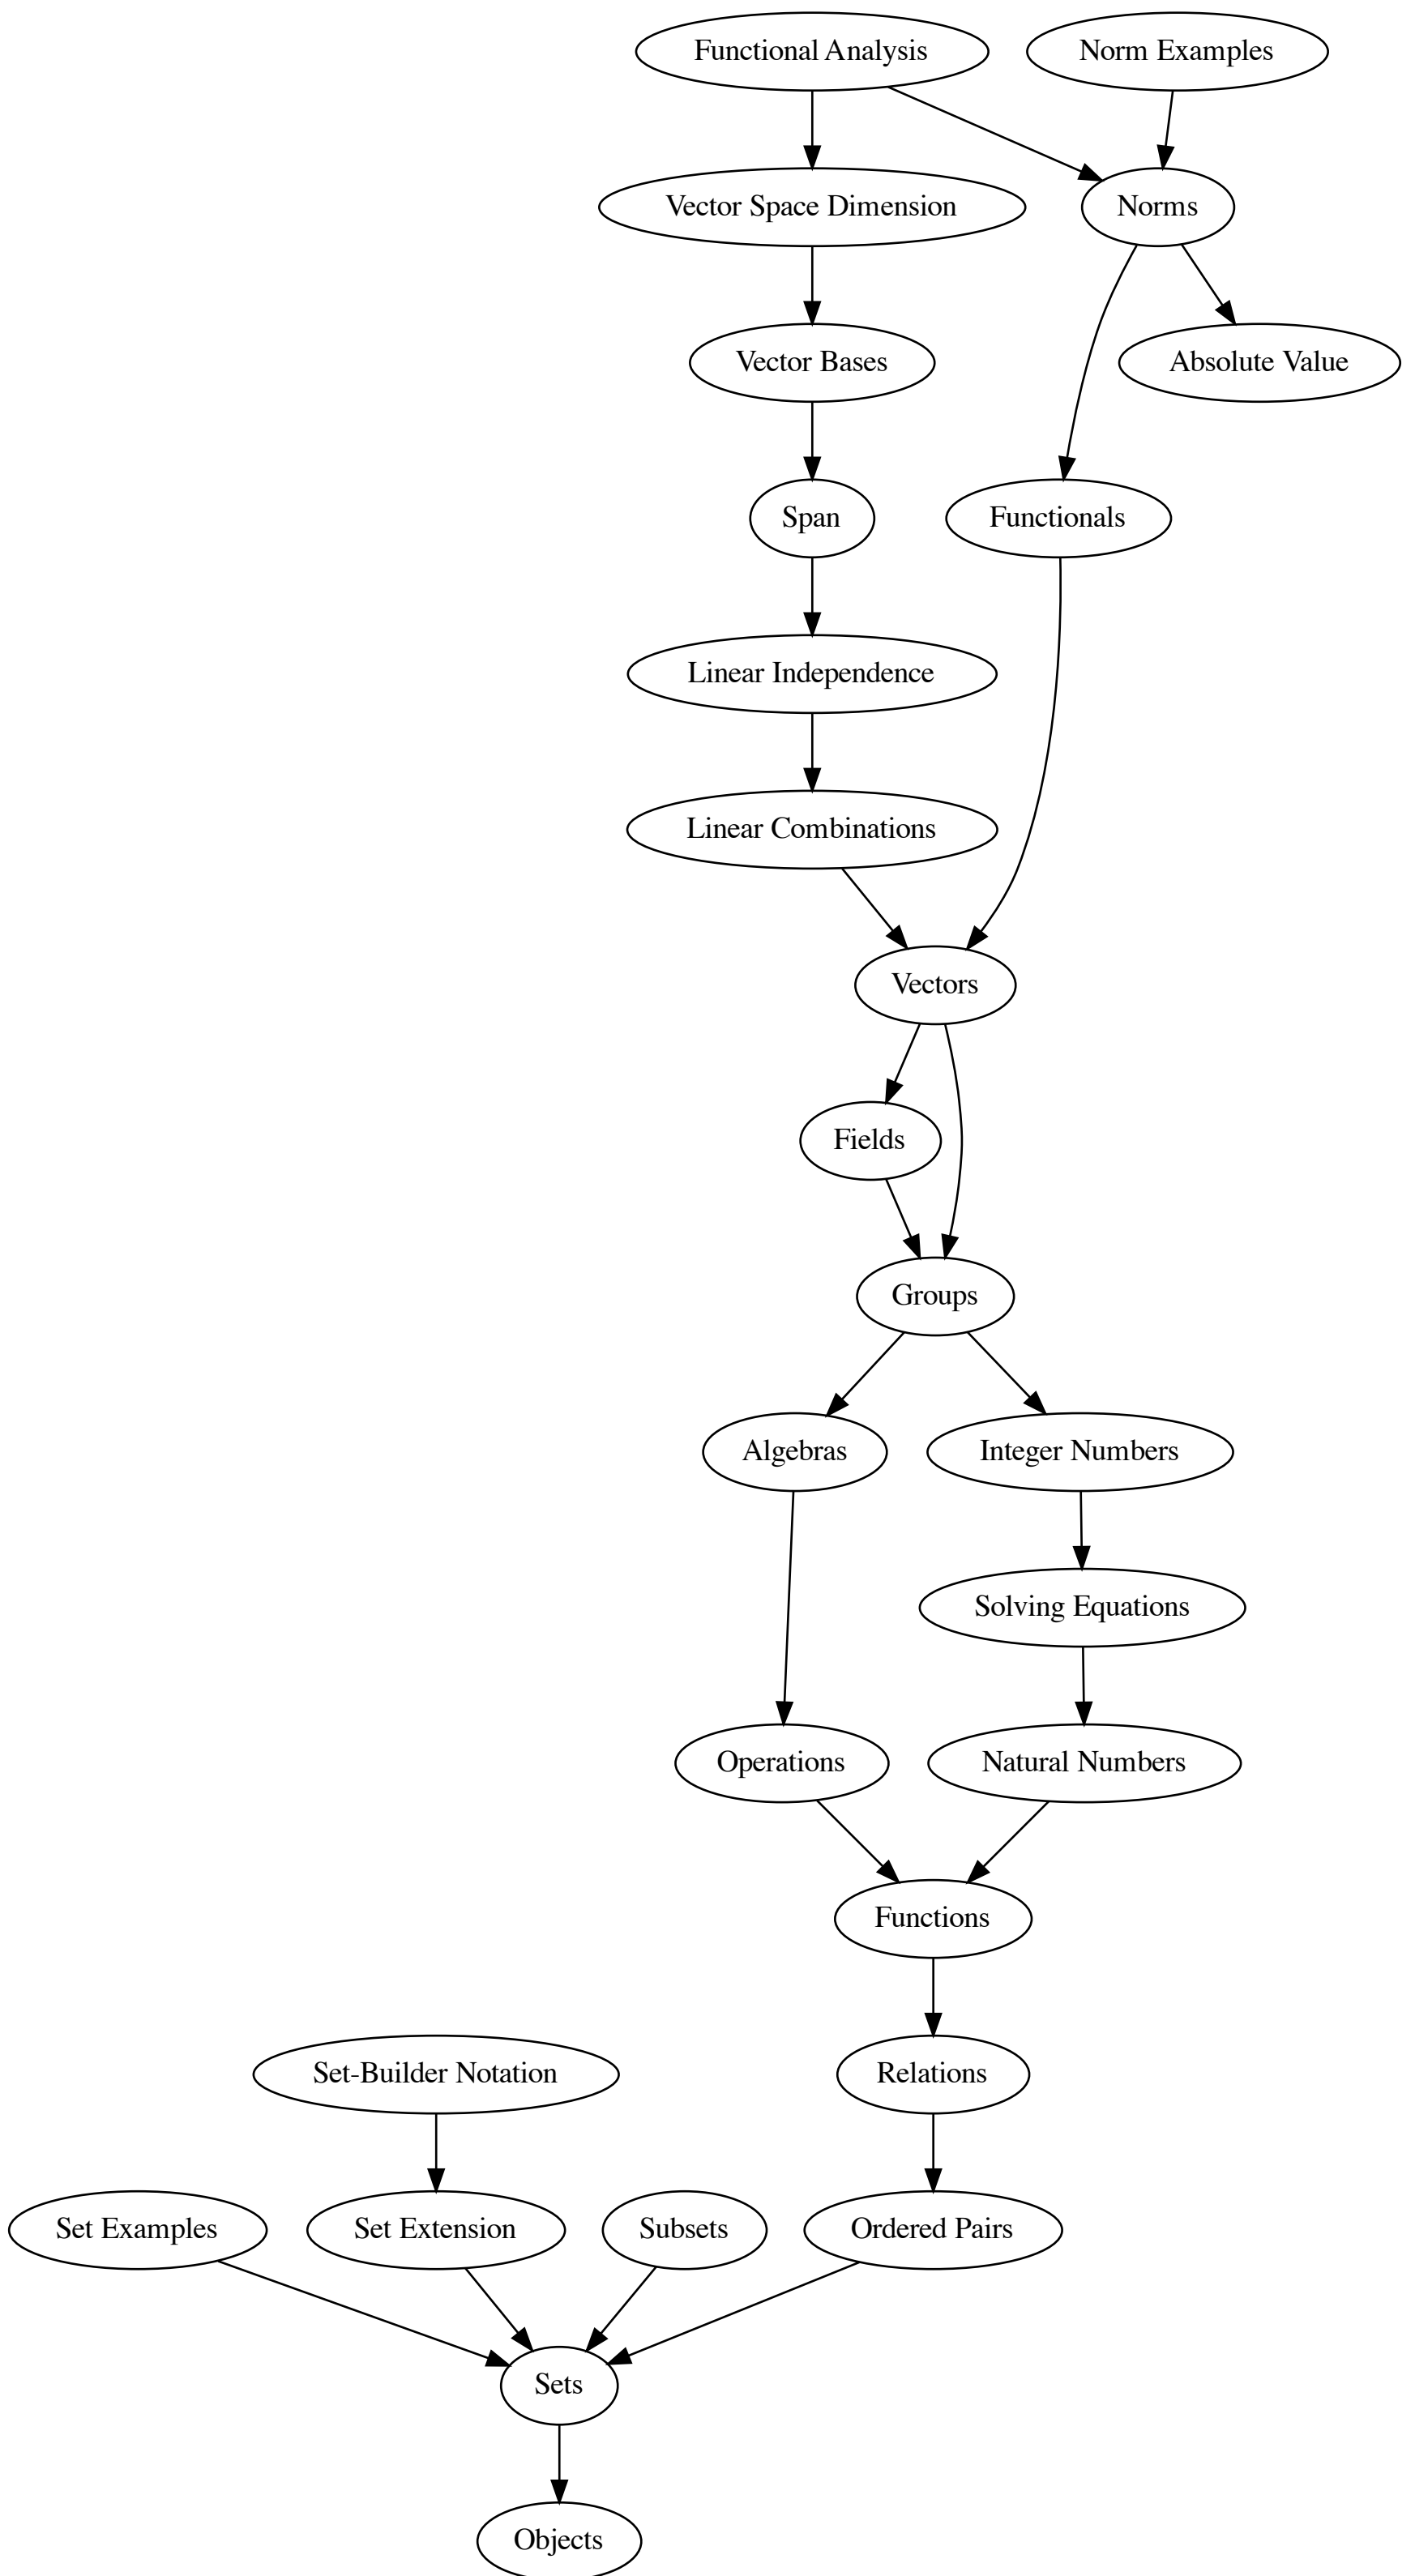 Functional Analysis
Norm Examples
Vector Space Dimension
Norms
Vector Bases
Absolute Value
Span
Functionals
Linear Independence
Linear Combinations
Vectors
Fields
Groups
Algebras
Integer Numbers
Solving Equations
Operations
Natural Numbers
Functions
Set-Builder Notation
Relations
Set Examples
Set Extension
Subsets
Ordered Pairs
Sets
Objects